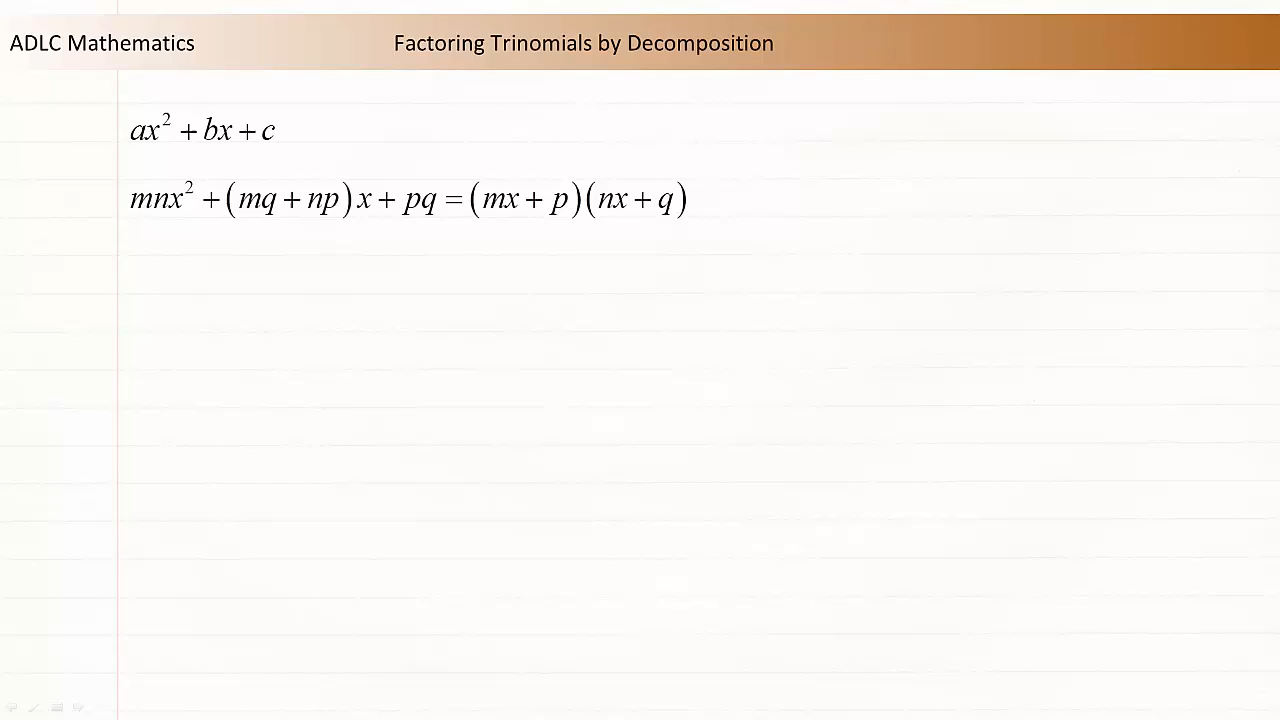 ADLC Mathematics Factoring Trinomials by Decomposition
ax² + bx + c
mnx² + (mq + np)x + pq = (mx + p)(nx + q)